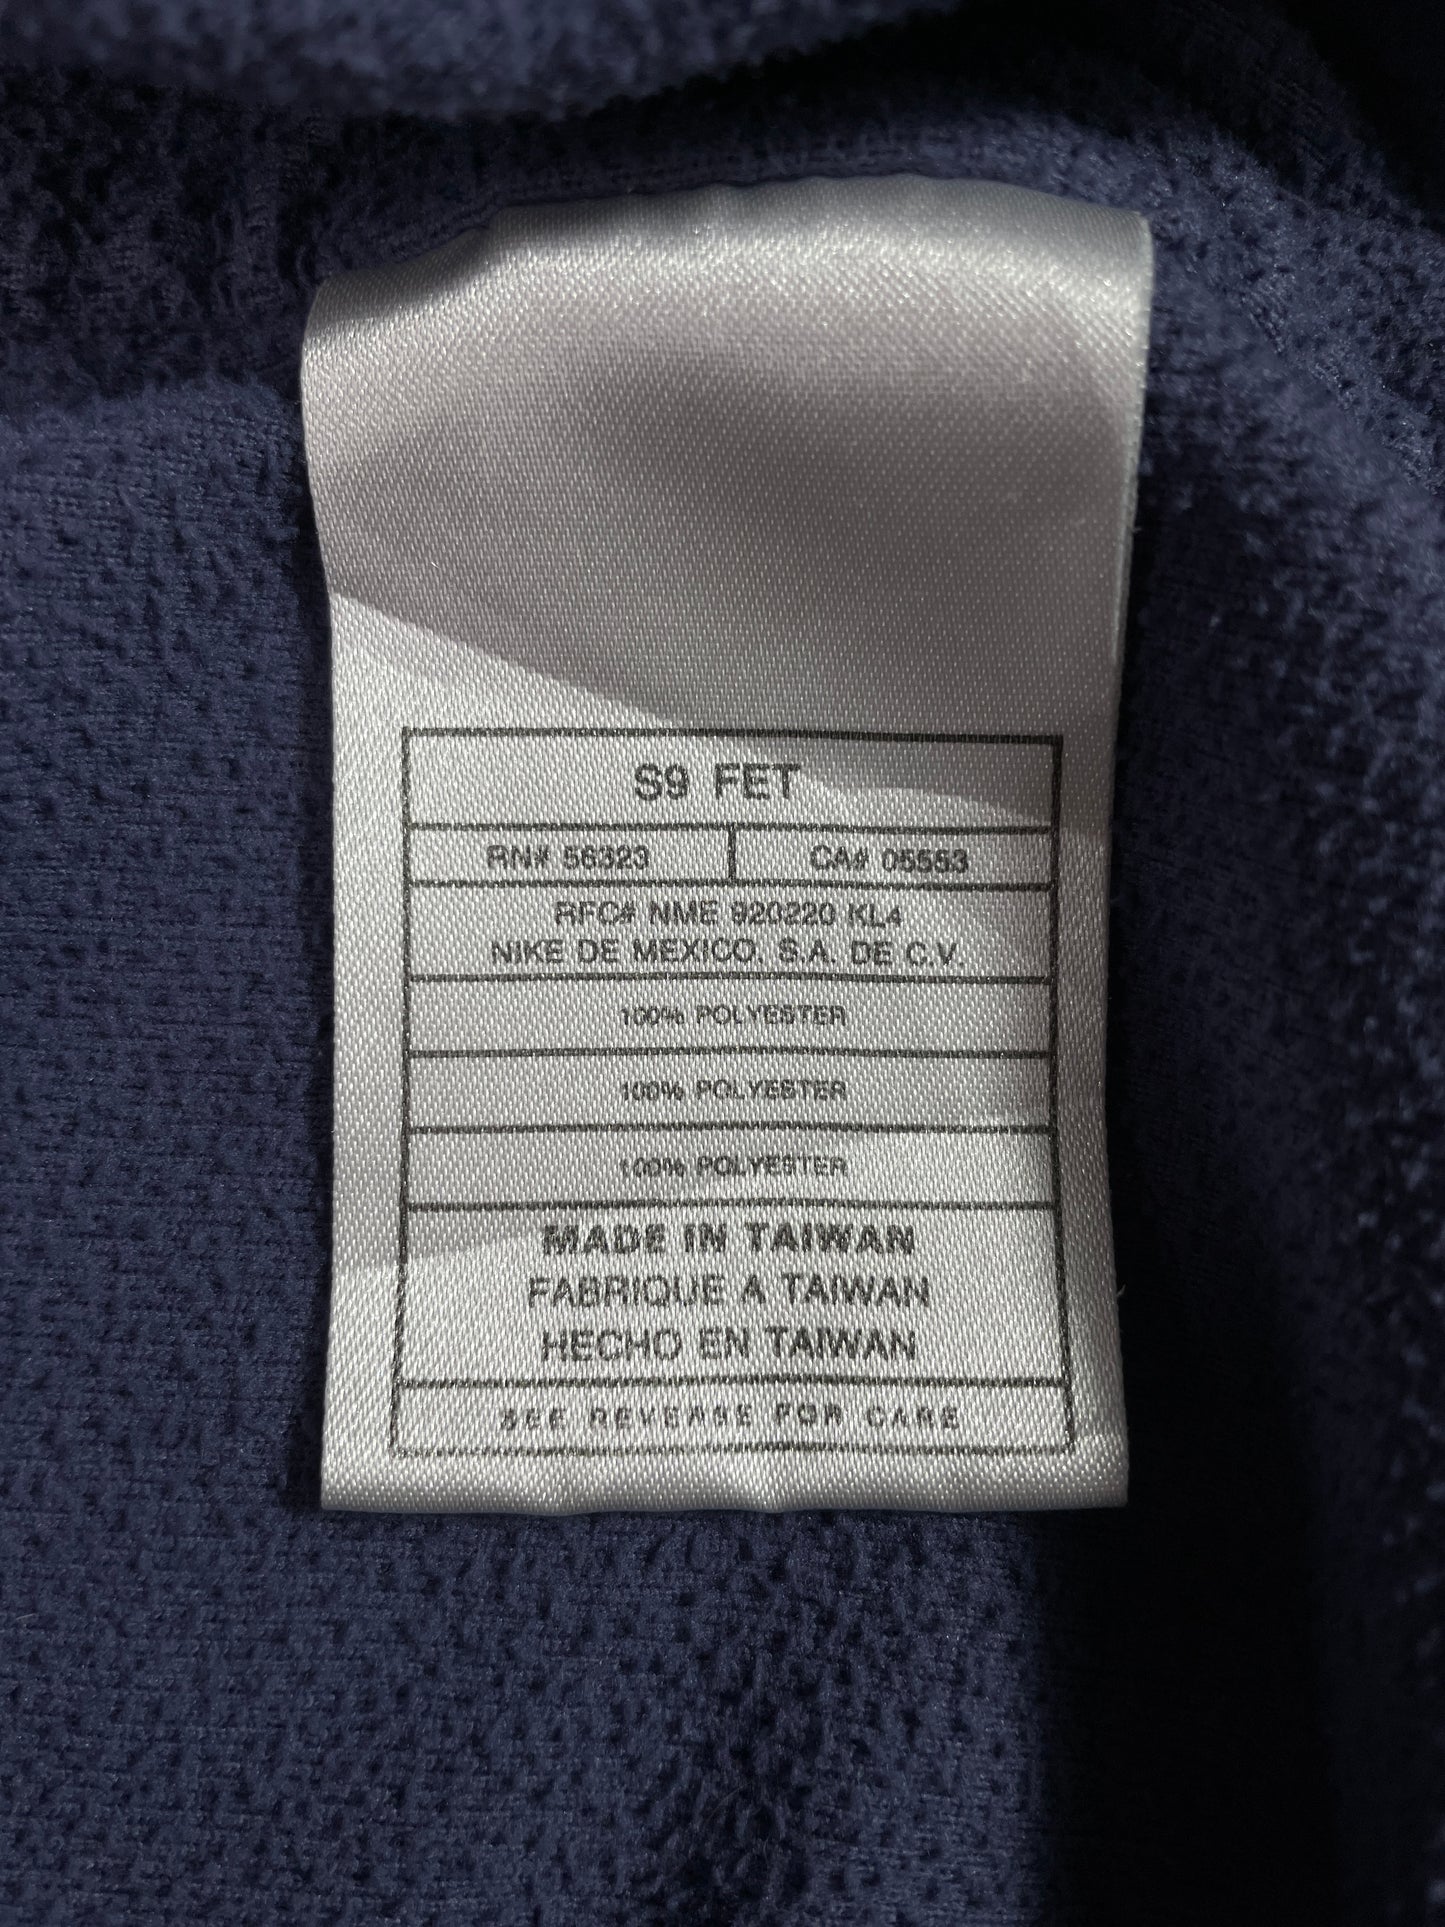 S9 FET
RN# 56323 CA# 05553
RFC# NME 920220 KL4
NIKE DE MEXICO, S.A. DE C.V.
100% POLYESTER
100% POLYESTER
100% POLYESTER
MADE IN TAIWAN
FABRIQUE A TAIWAN
HECHO EN TAIWAN
SEE REVERSE FOR CARE